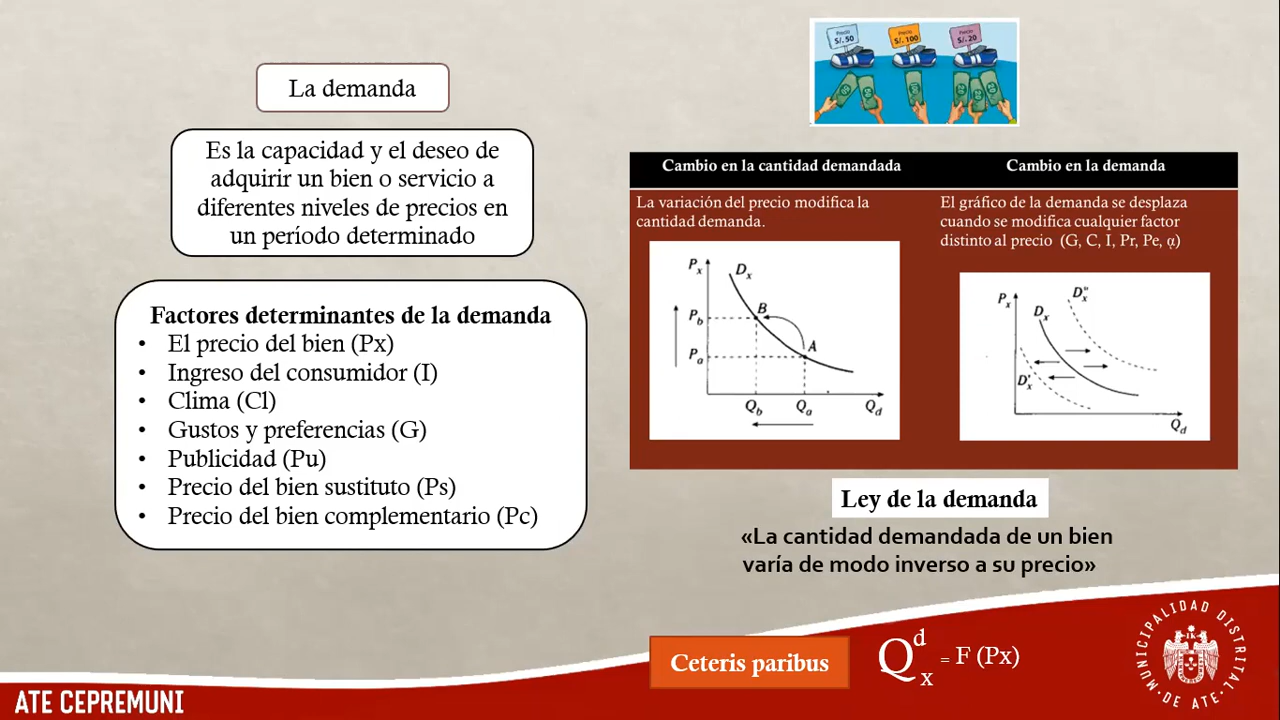 La demanda
Es la capacidad y el deseo de
adquirir un bien o servicio a
diferentes niveles de precios en
un período determinado
Factores determinantes de la demanda
• El precio del bien (Px)
• Ingreso del consumidor (I)
• Clima (Cl)
• Gustos y preferencias (G)
• Publicidad (Pu)
• Precio del bien sustituto (Ps)
• Precio del bien complementario (Pc)
Precio
S/. 50
Precio
S/. 100
Precio
S/. 20
Cambio en la cantidad demandada
La variación del precio modifica la
cantidad demanda.
Px
Dx
Pb
B
Pa
A
Qb
Qa
Qd
Cambio en la demanda
El gráfico de la demanda se desplaza
cuando se modifica cualquier factor
distinto al precio (G, C, I, Pr, Pe, α)
Px
Dx
Dx"
Dx'
Qd
Ley de la demanda
«La cantidad demandada de un bien
varía de modo inverso a su precio»
Ceteris paribus
Q d x = F (Px)
ATE CEPREMUNI
MUNICIPALIDAD DISTRITAL
DE ATE